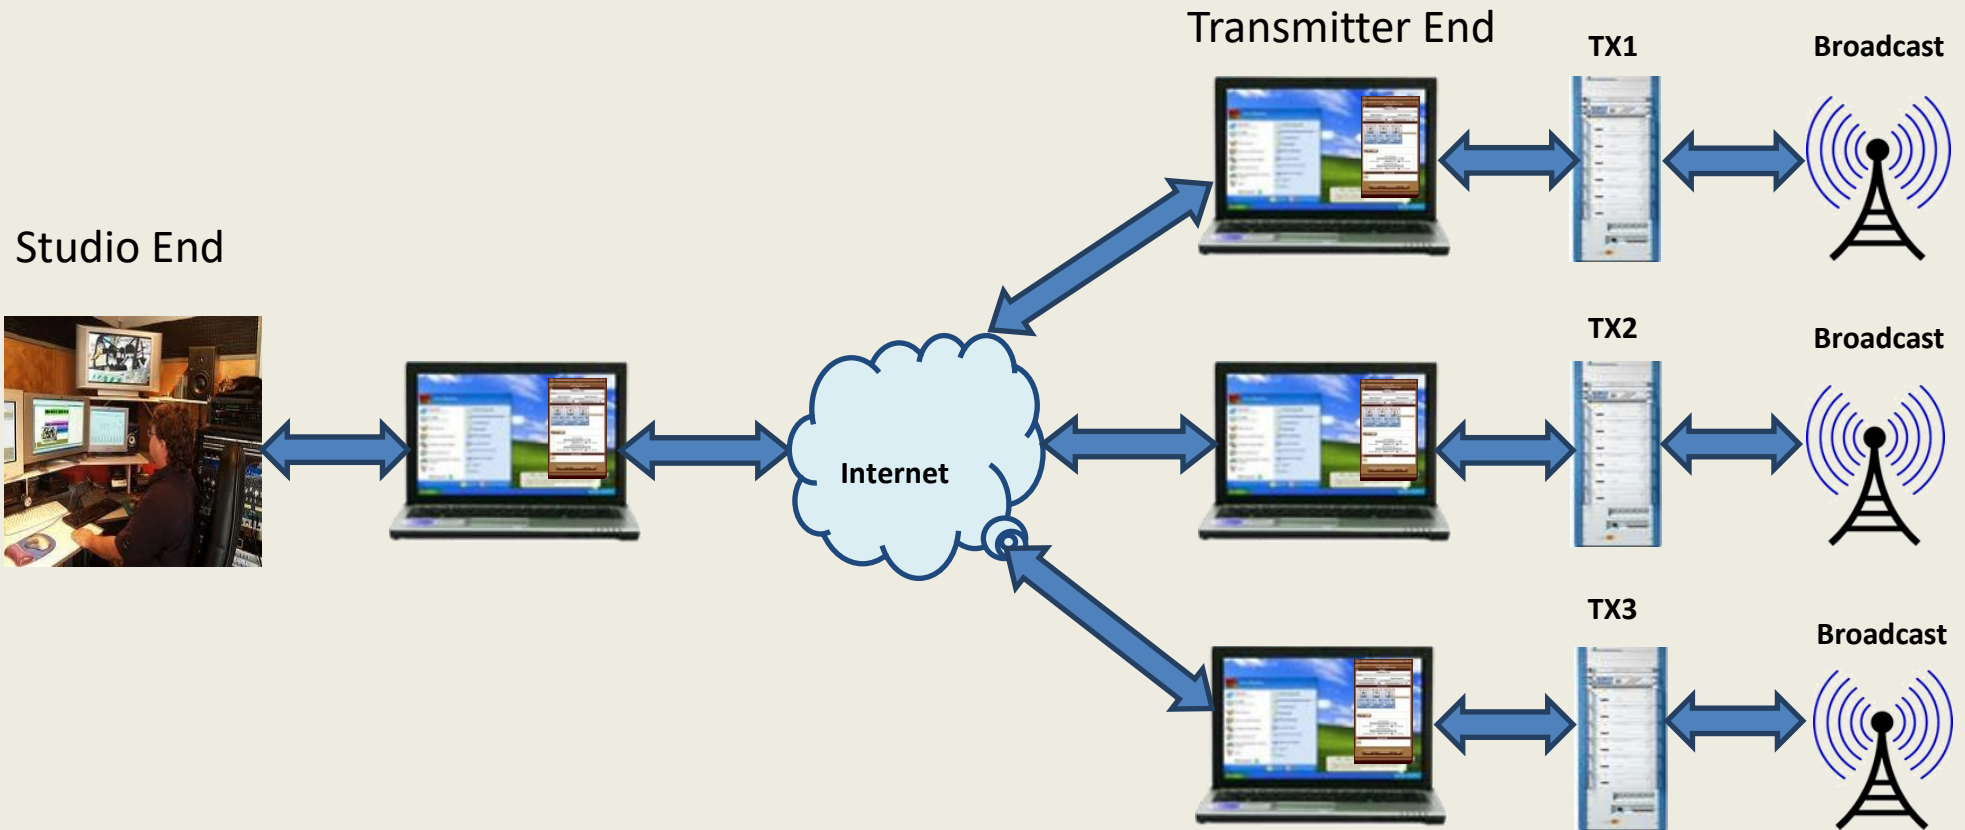 Transmitter End
TX1
Broadcast
Studio End
TX2
Broadcast
Internet
TX3
Broadcast